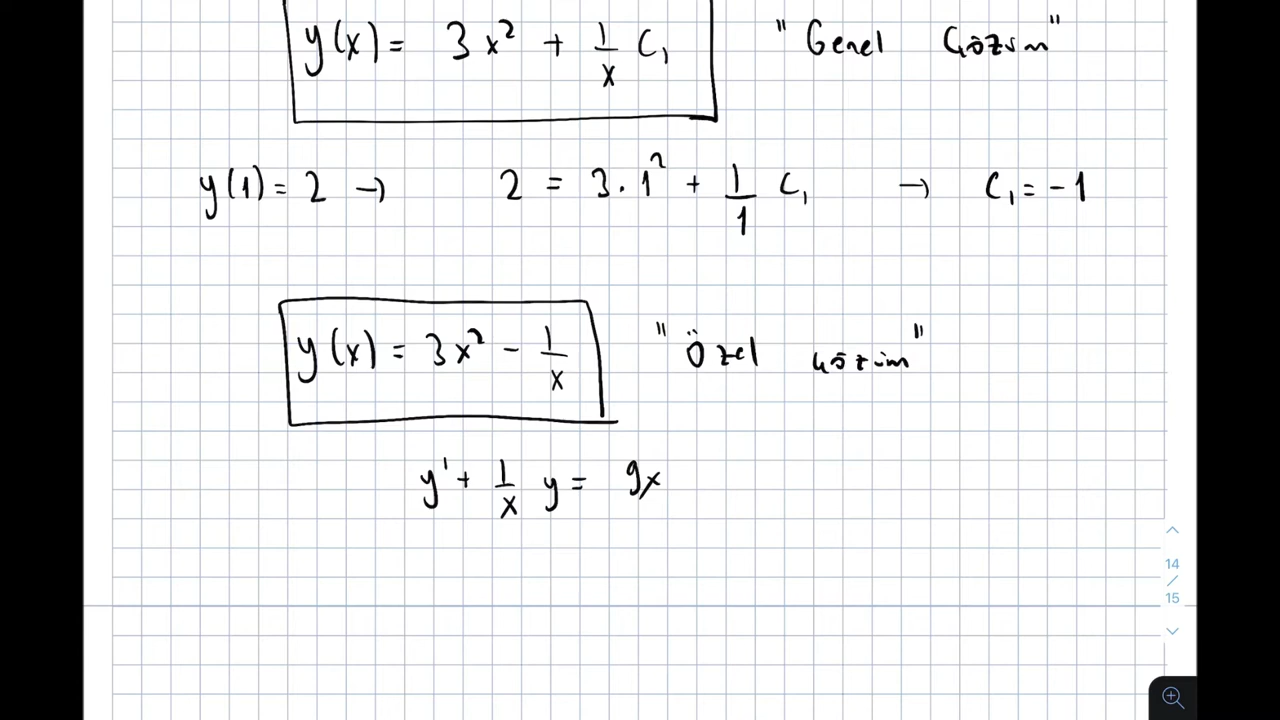 y(x) = 3x² + 1/x C₁ "Genel Çözüm"
y(1) = 2 → 2 = 3·1² + 1/1 C₁ → C₁ = -1
y(x) = 3x² - 1/x "Özel çözüm"
y' + 1/x y = 9x
14
/
15